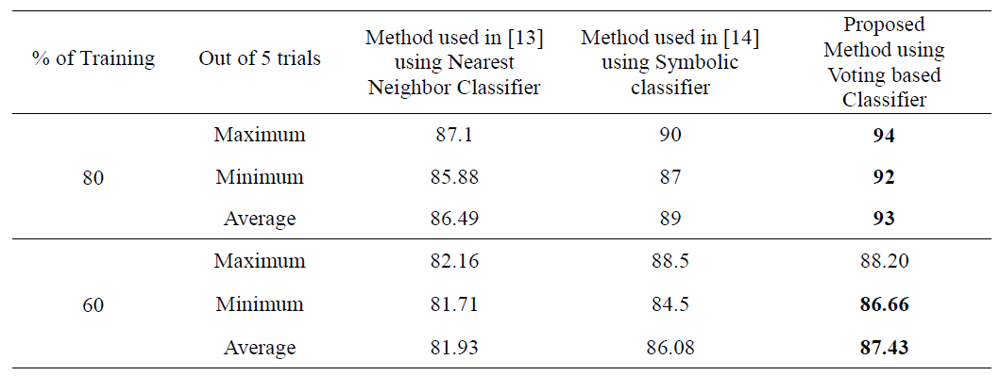 % of Training Out of 5 trials Method used in [13] using Nearest Neighbor Classifier Method used in [14] using Symbolic classifier Proposed Method using Voting based Classifier
80 Maximum 87.1 90 94
Minimum 85.88 87 92
Average 86.49 89 93
60 Maximum 82.16 88.5 88.20
Minimum 81.71 84.5 86.66
Average 81.93 86.08 87.43